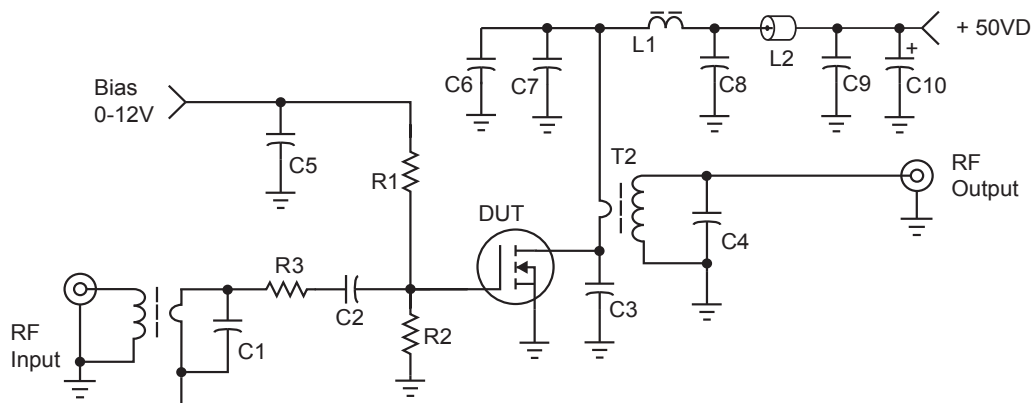 + 50VD
L1
L2
+
C6
C7
C8
C9
C10
Bias
0-12V
C5
R1
T2
RF
Output
DUT
C4
R3
C2
C3
RF
Input
C1
R2